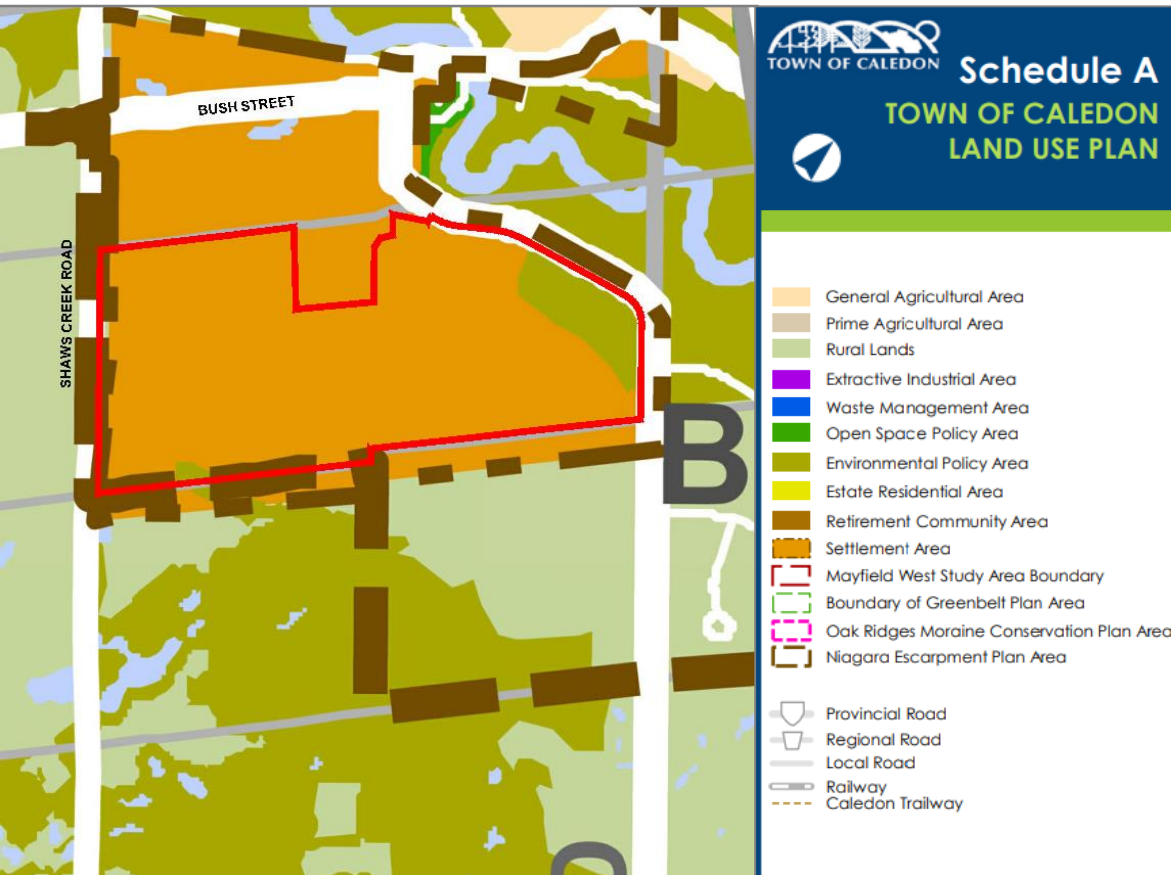 BUSH STREET
SHAWS CREEK ROAD
B
TOWN OF CALEDON
Schedule A
TOWN OF CALEDON
LAND USE PLAN
General Agricultural Area
Prime Agricultural Area
Rural Lands
Extractive Industrial Area
Waste Management Area
Open Space Policy Area
Environmental Policy Area
Estate Residential Area
Retirement Community Area
Settlement Area
Mayfield West Study Area Boundary
Boundary of Greenbelt Plan Area
Oak Ridges Moraine Conservation Plan Area
Niagara Escarpment Plan Area
Provincial Road
Regional Road
Local Road
Railway
Caledon Trailway